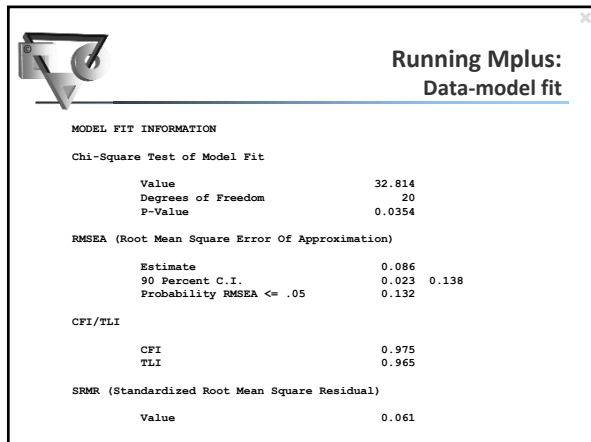 ©
Running Mplus:
Data-model fit
MODEL FIT INFORMATION
Chi-Square Test of Model Fit
Value 32.814
Degrees of Freedom 20
P-Value 0.0354
RMSEA (Root Mean Square Error Of Approximation)
Estimate 0.086
90 Percent C.I. 0.023 0.138
Probability RMSEA <= .05 0.132
CFI/TLI
CFI 0.975
TLI 0.965
SRMR (Standardized Root Mean Square Residual)
Value 0.061